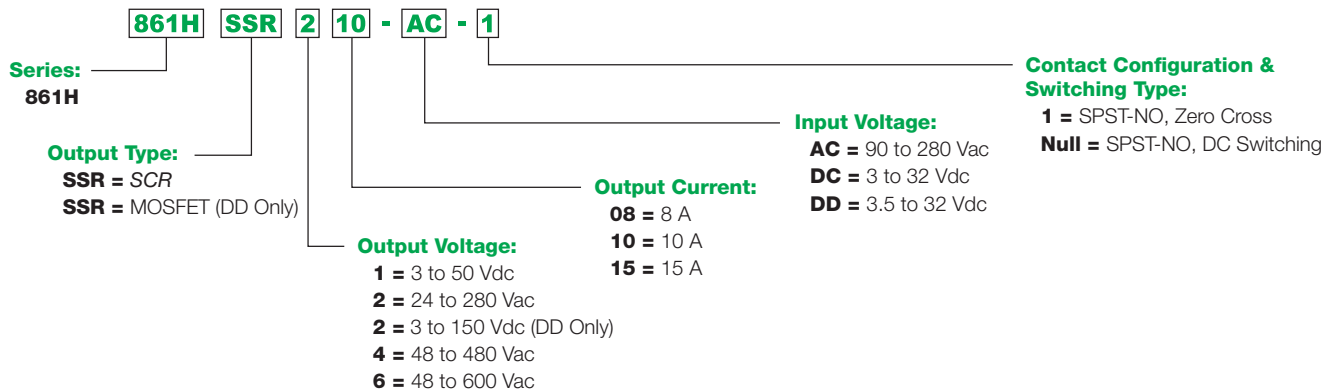 861H SSR 2 10 - AC - 1
Series:
861H
Output Type:
SSR = SCR
SSR = MOSFET (DD Only)
Output Voltage:
1 = 3 to 50 Vdc
2 = 24 to 280 Vac
2 = 3 to 150 Vdc (DD Only)
4 = 48 to 480 Vac
6 = 48 to 600 Vac
Output Current:
08 = 8 A
10 = 10 A
15 = 15 A
Input Voltage:
AC = 90 to 280 Vac
DC = 3 to 32 Vdc
DD = 3.5 to 32 Vdc
Contact Configuration &
Switching Type:
1 = SPST-NO, Zero Cross
Null = SPST-NO, DC Switching